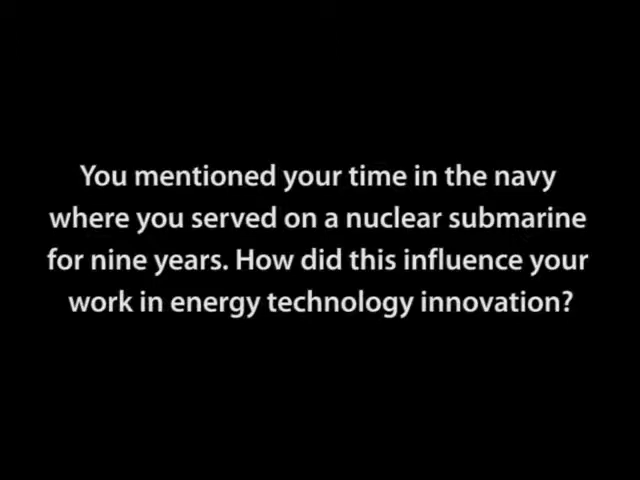 You mentioned your time in the navy
where you served on a nuclear submarine
for nine years. How did this influence your
work in energy technology innovation?